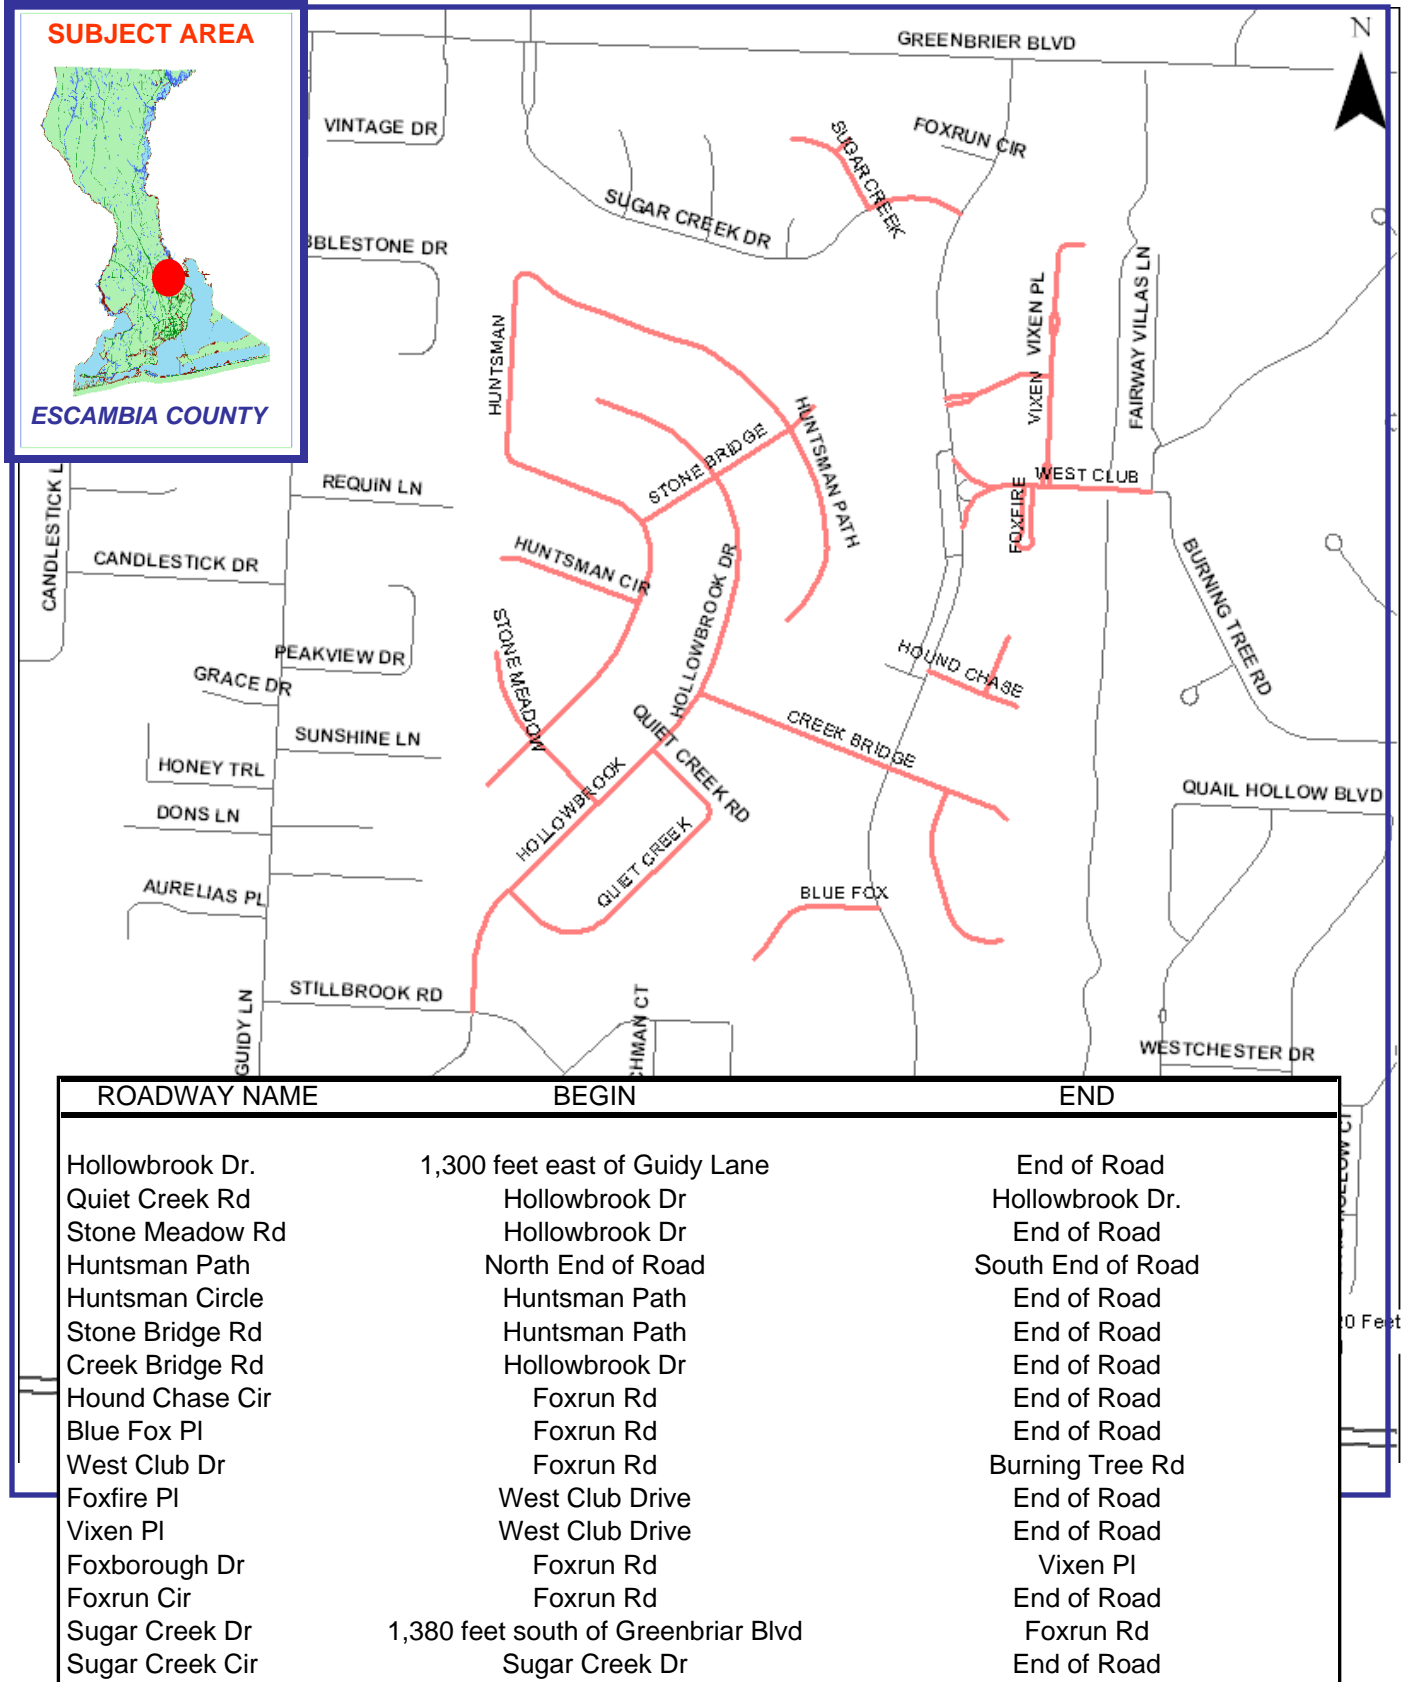 SUBJECT AREA
ESCAMBIA COUNTY
N
GREENBRIER BLVD
VINTAGE DR
FOXRUN CIR
SUGAR CREEK
SUGAR CREEK DR
BBLESTONE DR
VIXEN PL
FAIRWAY VILLAS LN
HUNTSMAN
VIXEN
HUNTSMAN PATH
STONE BRIDGE
WEST CLUB
REQUIN LN
FOXFIRE
CANDLESTICK L
CANDLESTICK DR
HUNTSMAN CIR
HOLLOWBROOK DR
BURNING TREE RD
STONE MEADOW
PEAKVIEW DR
HOUND CHASE
GRACE DR
QUIET CREEK RD
CREEK BRIDGE
SUNSHINE LN
HONEY TRL
HOLLOWBROOK
QUAIL HOLLOW BLVD
DONS LN
QUIET CREEK
AURELIAS PL
BLUE FOX
STILLBROOK RD
GUIDY LN
CHMAN CT
WESTCHESTER DR
ROADWAY NAME BEGIN END
Hollowbrook Dr. 1,300 feet east of Guidy Lane End of Road
Quiet Creek Rd Hollowbrook Dr Hollowbrook Dr.
Stone Meadow Rd Hollowbrook Dr End of Road
Huntsman Path North End of Road South End of Road
Huntsman Circle Huntsman Path End of Road
Stone Bridge Rd Huntsman Path End of Road
Creek Bridge Rd Hollowbrook Dr End of Road
Hound Chase Cir Foxrun Rd End of Road
Blue Fox Pl Foxrun Rd End of Road
West Club Dr Foxrun Rd Burning Tree Rd
Foxfire Pl West Club Drive End of Road
Vixen Pl West Club Drive End of Road
Foxborough Dr Foxrun Rd Vixen Pl
Foxrun Cir Foxrun Rd End of Road
Sugar Creek Dr 1,380 feet south of Greenbriar Blvd Foxrun Rd
Sugar Creek Cir Sugar Creek Dr End of Road
0 Feet